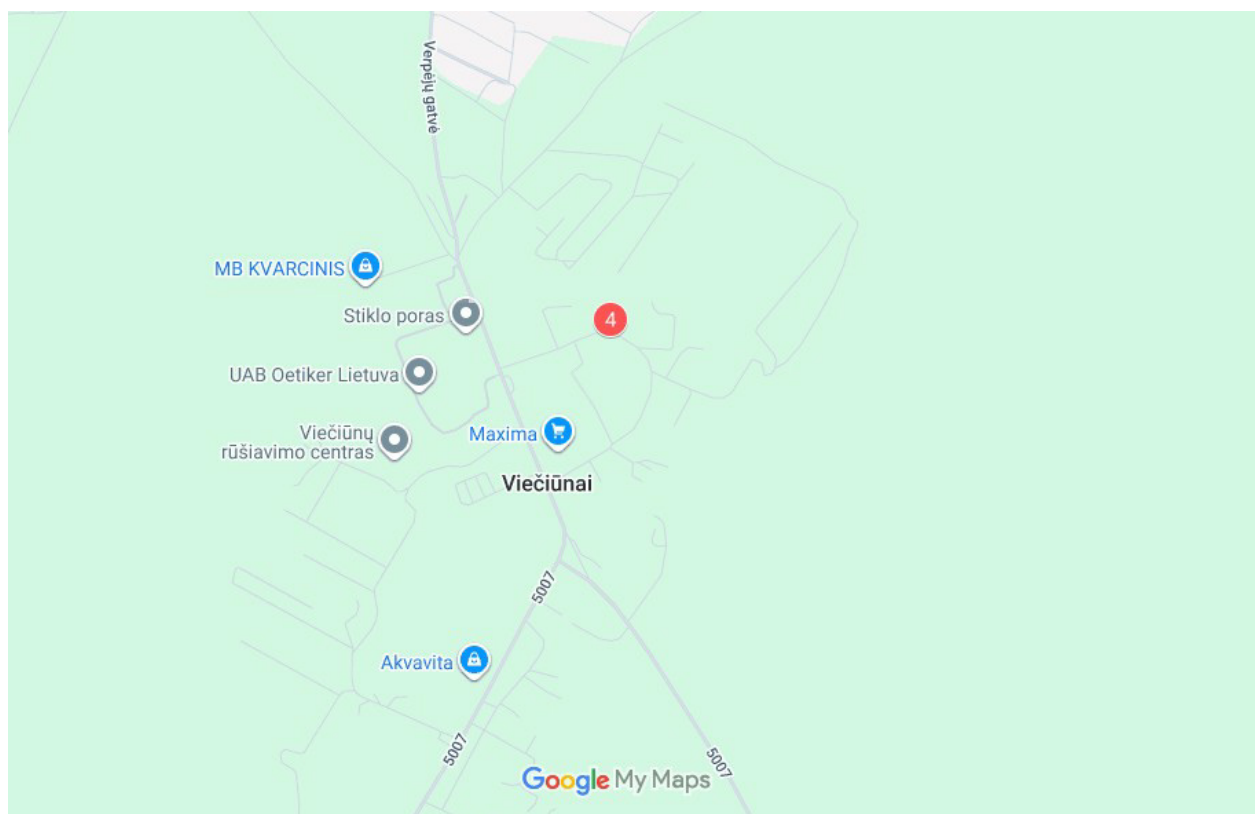 Verpėjų gatvė
MB KVARCINIS
Stiklo poras
4
UAB Oetiker Lietuva
Viečiūnų
rūšiavimo centras
Maxima
Viečiūnai
5007
Akvavita
5007
5007
Google My Maps